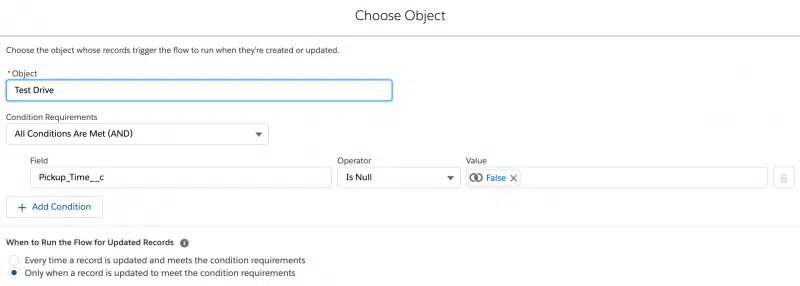 Choose Object
Choose the object whose records trigger the flow to run when they're created or updated.
* Object
Test Drive
Condition Requirements
All Conditions Are Met (AND)
Field Operator Value
Pickup_Time__c Is Null False
+ Add Condition
When to Run the Flow for Updated Records
Every time a record is updated and meets the condition requirements
Only when a record is updated to meet the condition requirements